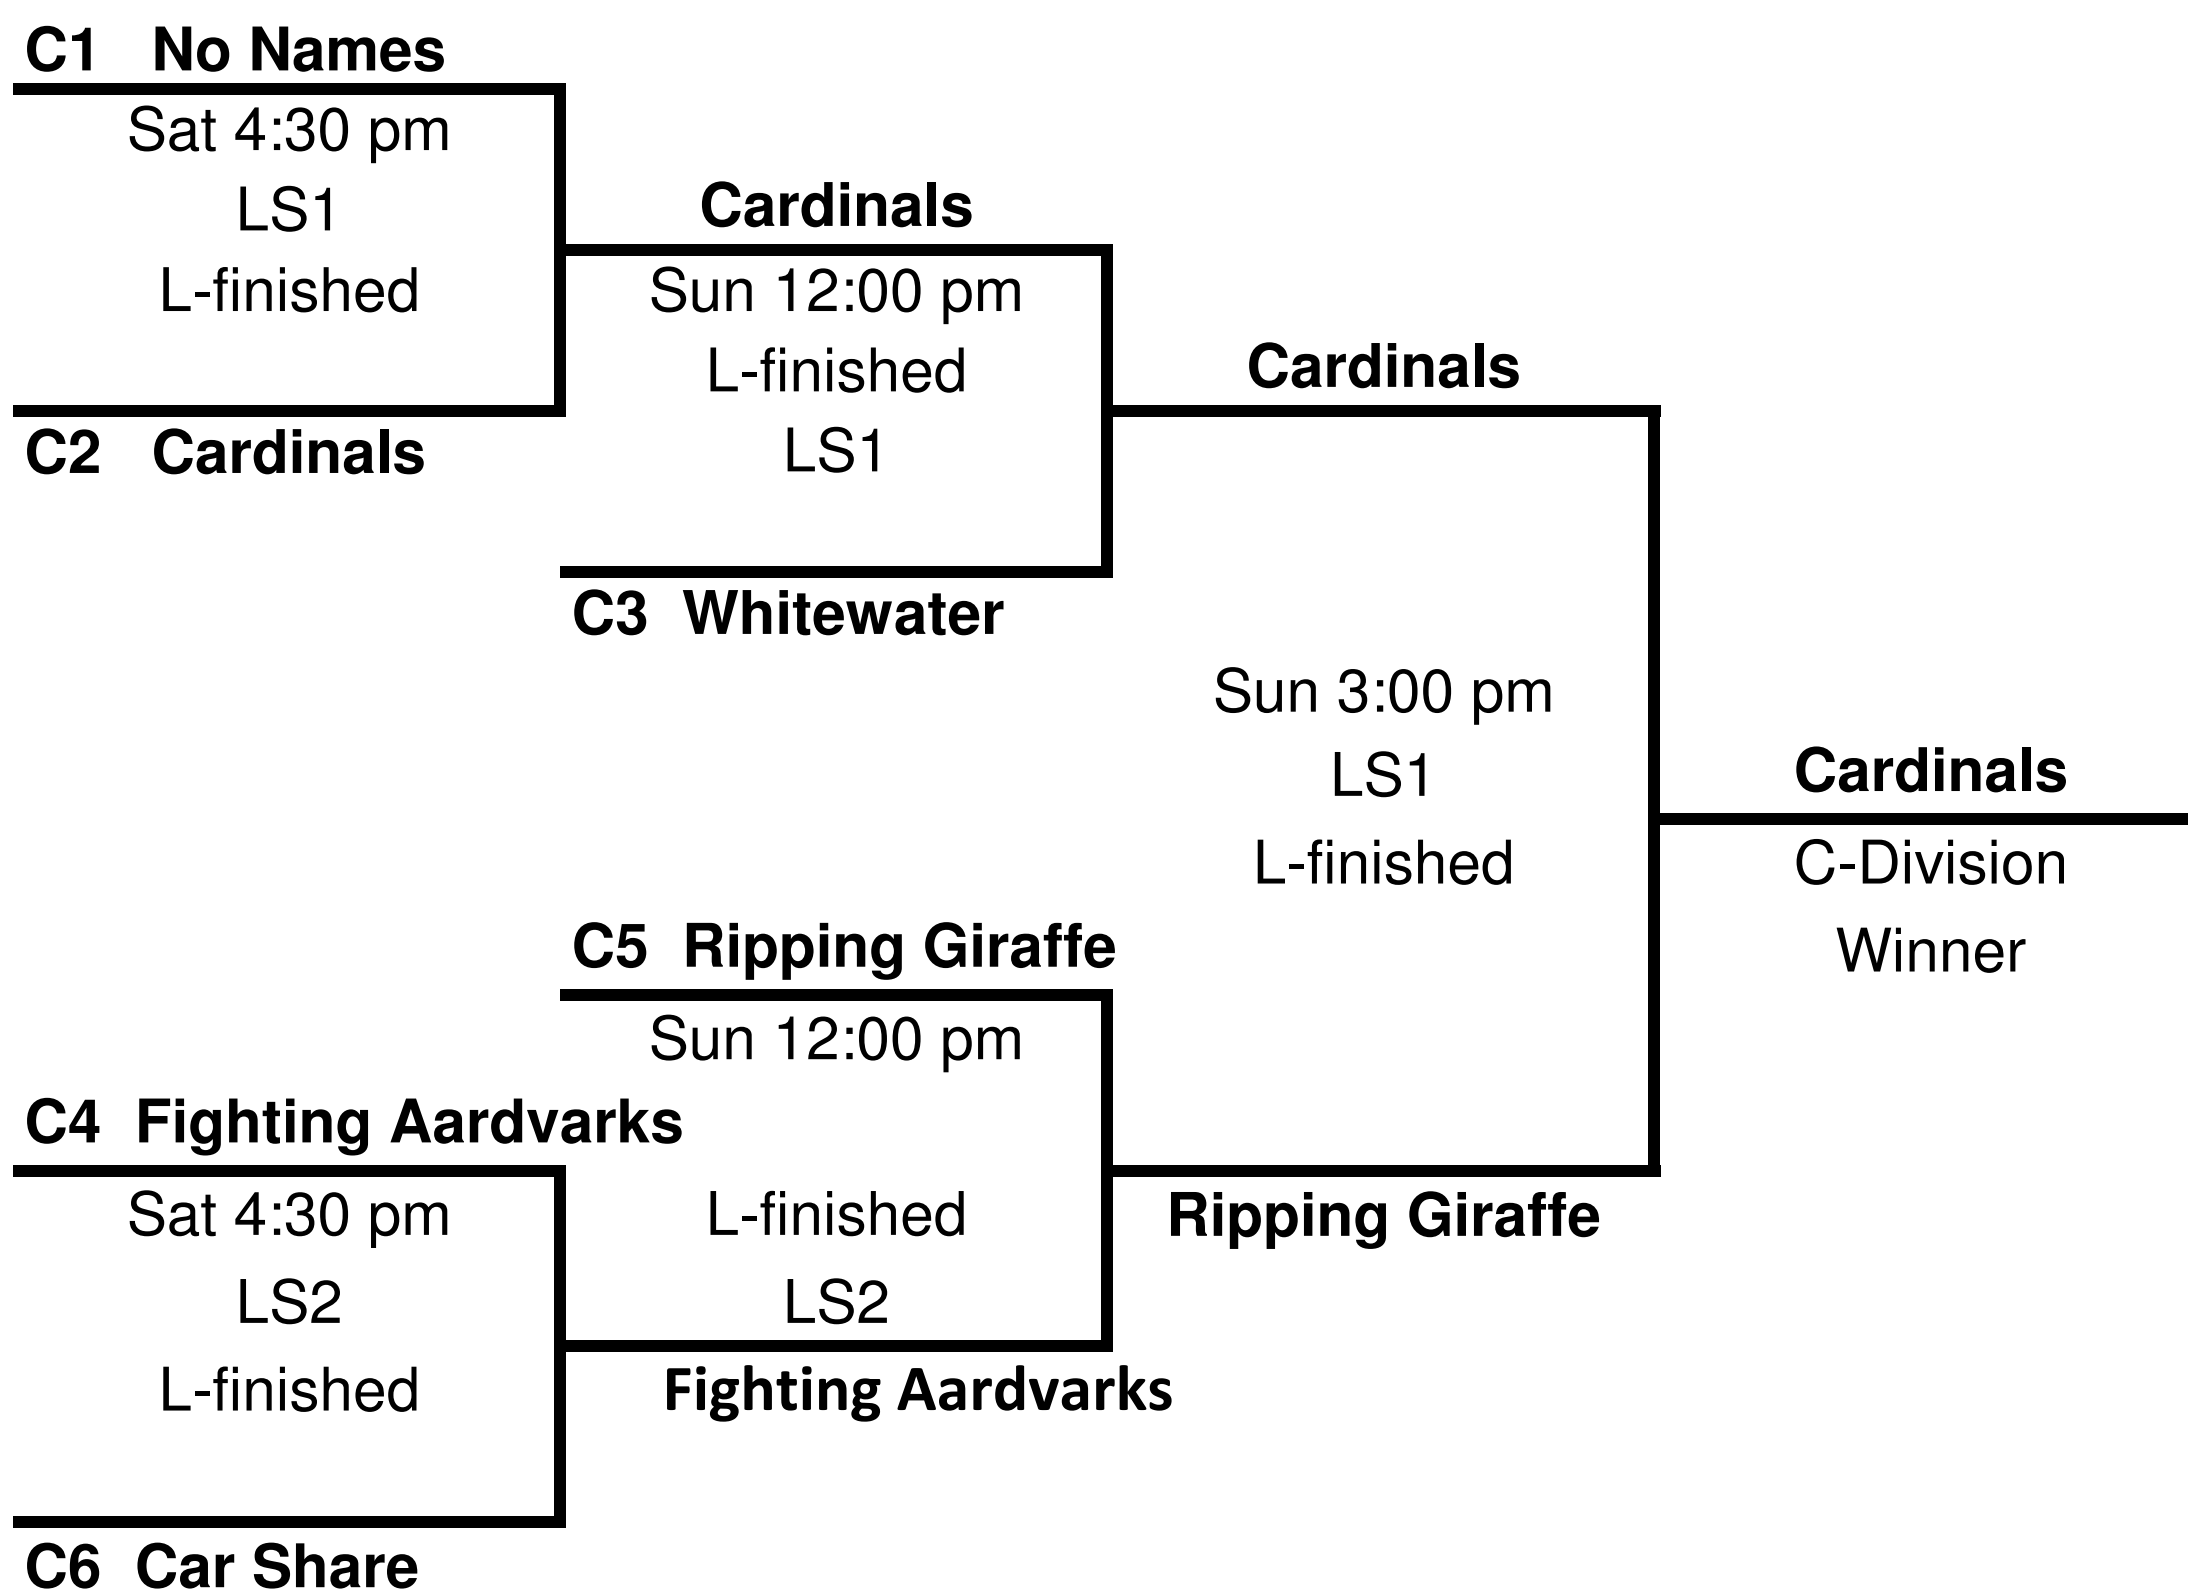 C1 No Names
Sat 4:30 pm
LS1
L-finished
C2 Cardinals
Cardinals
Sun 12:00 pm
L-finished
LS1
C3 Whitewater
Cardinals
Sun 3:00 pm
LS1
L-finished
Cardinals
C-Division
Winner
C5 Ripping Giraffe
Sun 12:00 pm
L-finished
LS2
Fighting Aardvarks
Ripping Giraffe
C4 Fighting Aardvarks
Sat 4:30 pm
LS2
L-finished
C6 Car Share